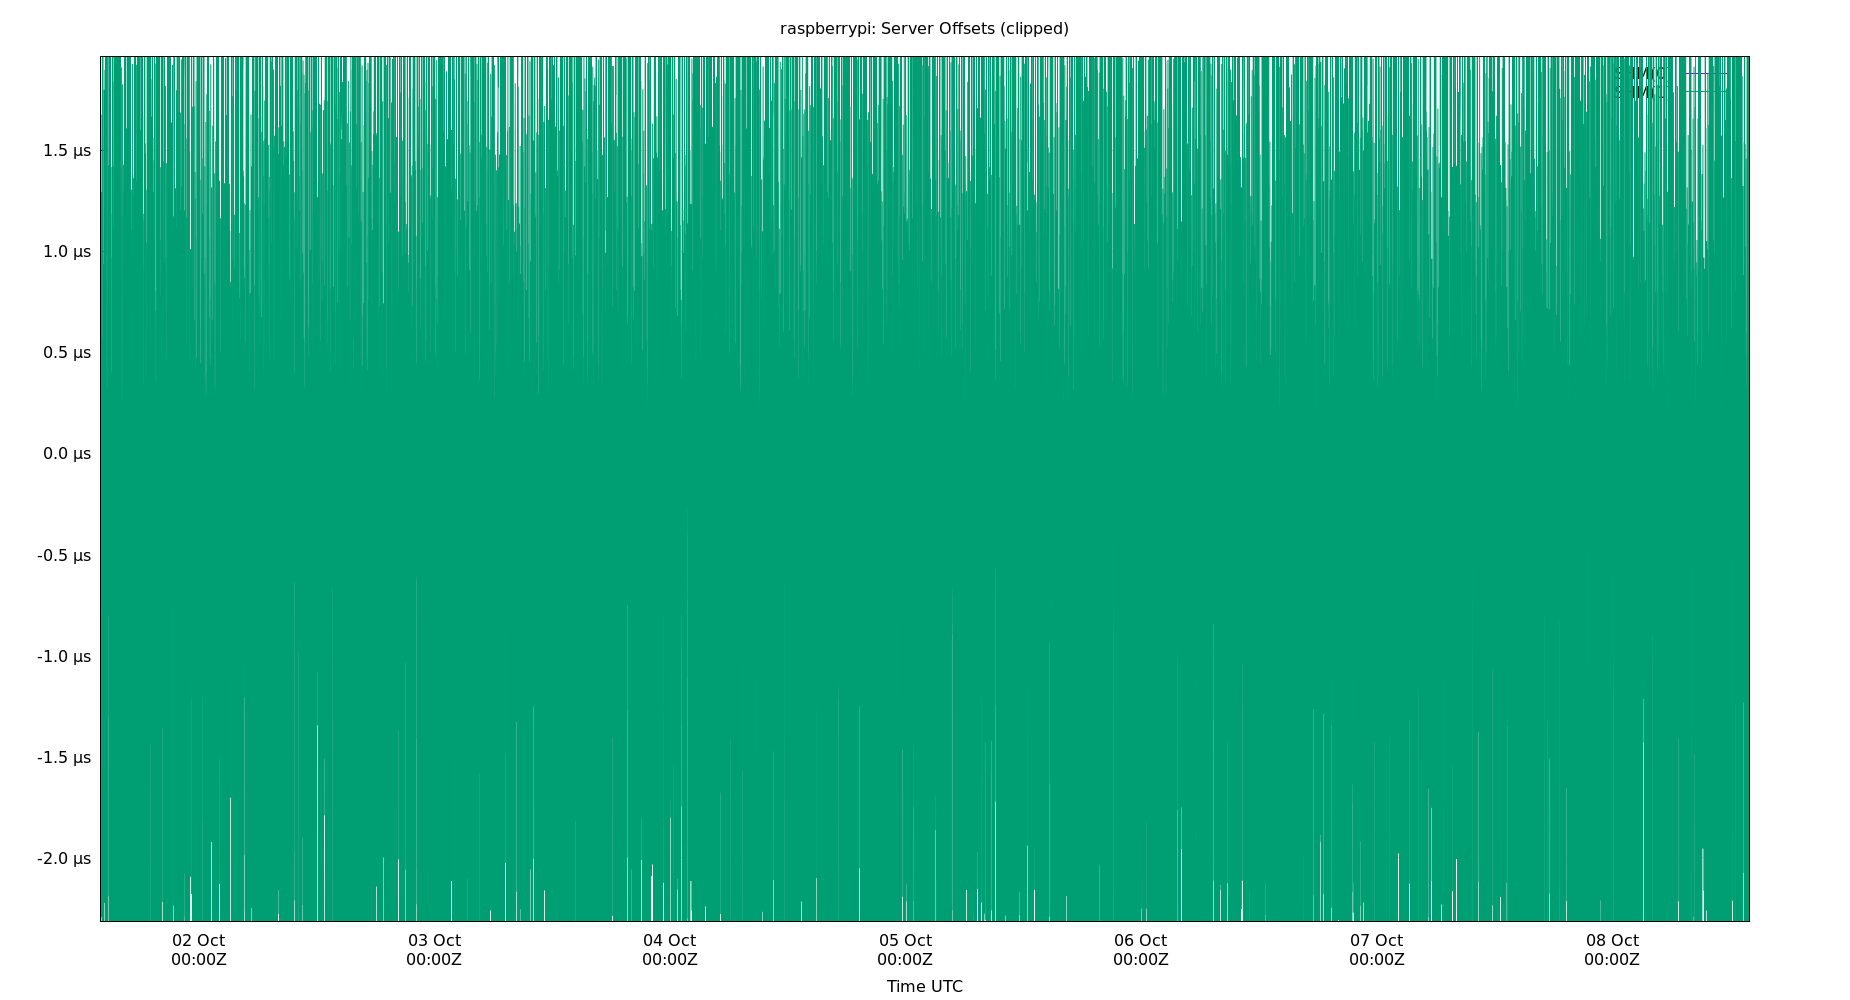 raspberrypi: Server Offsets (clipped)
1.5 µs
1.0 µs
0.5 µs
0.0 µs
-0.5 µs
-1.0 µs
-1.5 µs
-2.0 µs
02 Oct 03 Oct 04 Oct 05 Oct 06 Oct 07 Oct 08 Oct
00:00Z 00:00Z 00:00Z 00:00Z 00:00Z 00:00Z 00:00Z
Time UTC